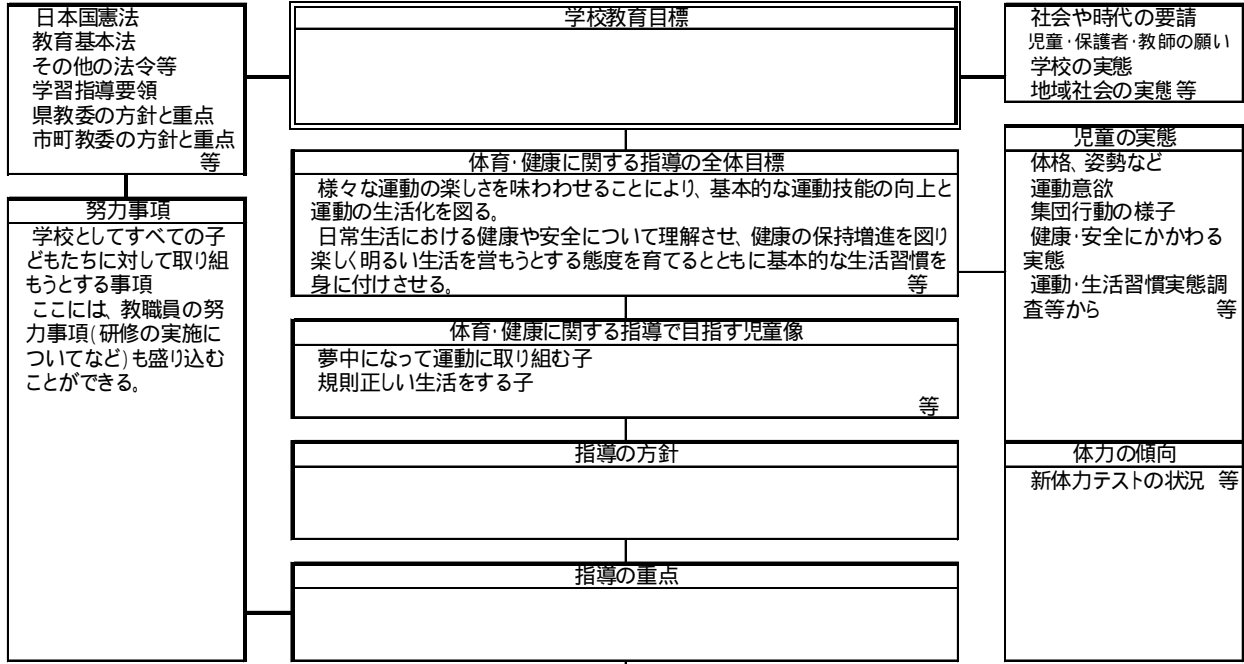 日本国憲法
教育基本法
その他の法令等
学習指導要領
県教委の方針と重点
市町教委の方針と重点
等
努力事項
学校としてすべての子
どもたちに対して取り組
もうとする事項
ここには、教職員の努
力事項(研修の実施に
ついてなど)も盛り込む
ことができる。
学校教育目標
体育・健康に関する指導の全体目標
様々な運動の楽しさを味わわせることにより、基本的な運動技能の向上と
運動の生活化を図る。
日常生活における健康や安全について理解させ、健康の保持増進を図り
楽しく明るい生活を営もうとする態度を育てるとともに基本的な生活習慣を
身に付けさせる。 等
体育・健康に関する指導で目指す児童像
夢中になって運動に取り組む子
規則正しい生活をする子
等
指導の方針
指導の重点
社会や時代の要請
児童・保護者・教師の願い
学校の実態
地域社会の実態等
児童の実態
体格、姿勢など
運動意欲
集団行動の様子
健康・安全にかかわる
実態
運動・生活習慣実態調
査等から 等
体力の傾向
新体力テストの状況 等